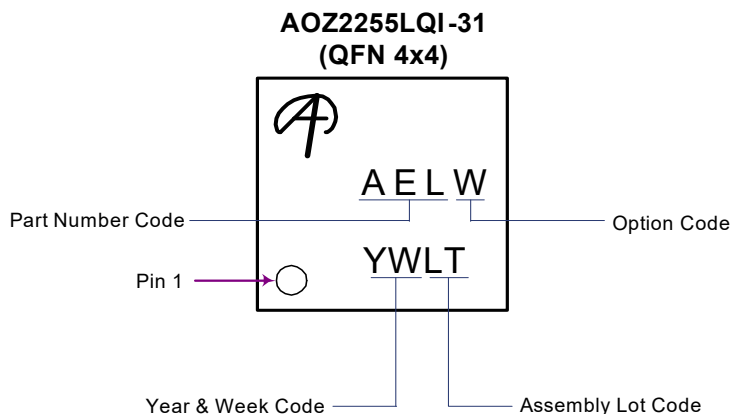 AOZ2255LQI-31
(QFN 4x4)
AELW
Part Number Code
Option Code
YWLT
Pin 1
Year & Week Code
Assembly Lot Code